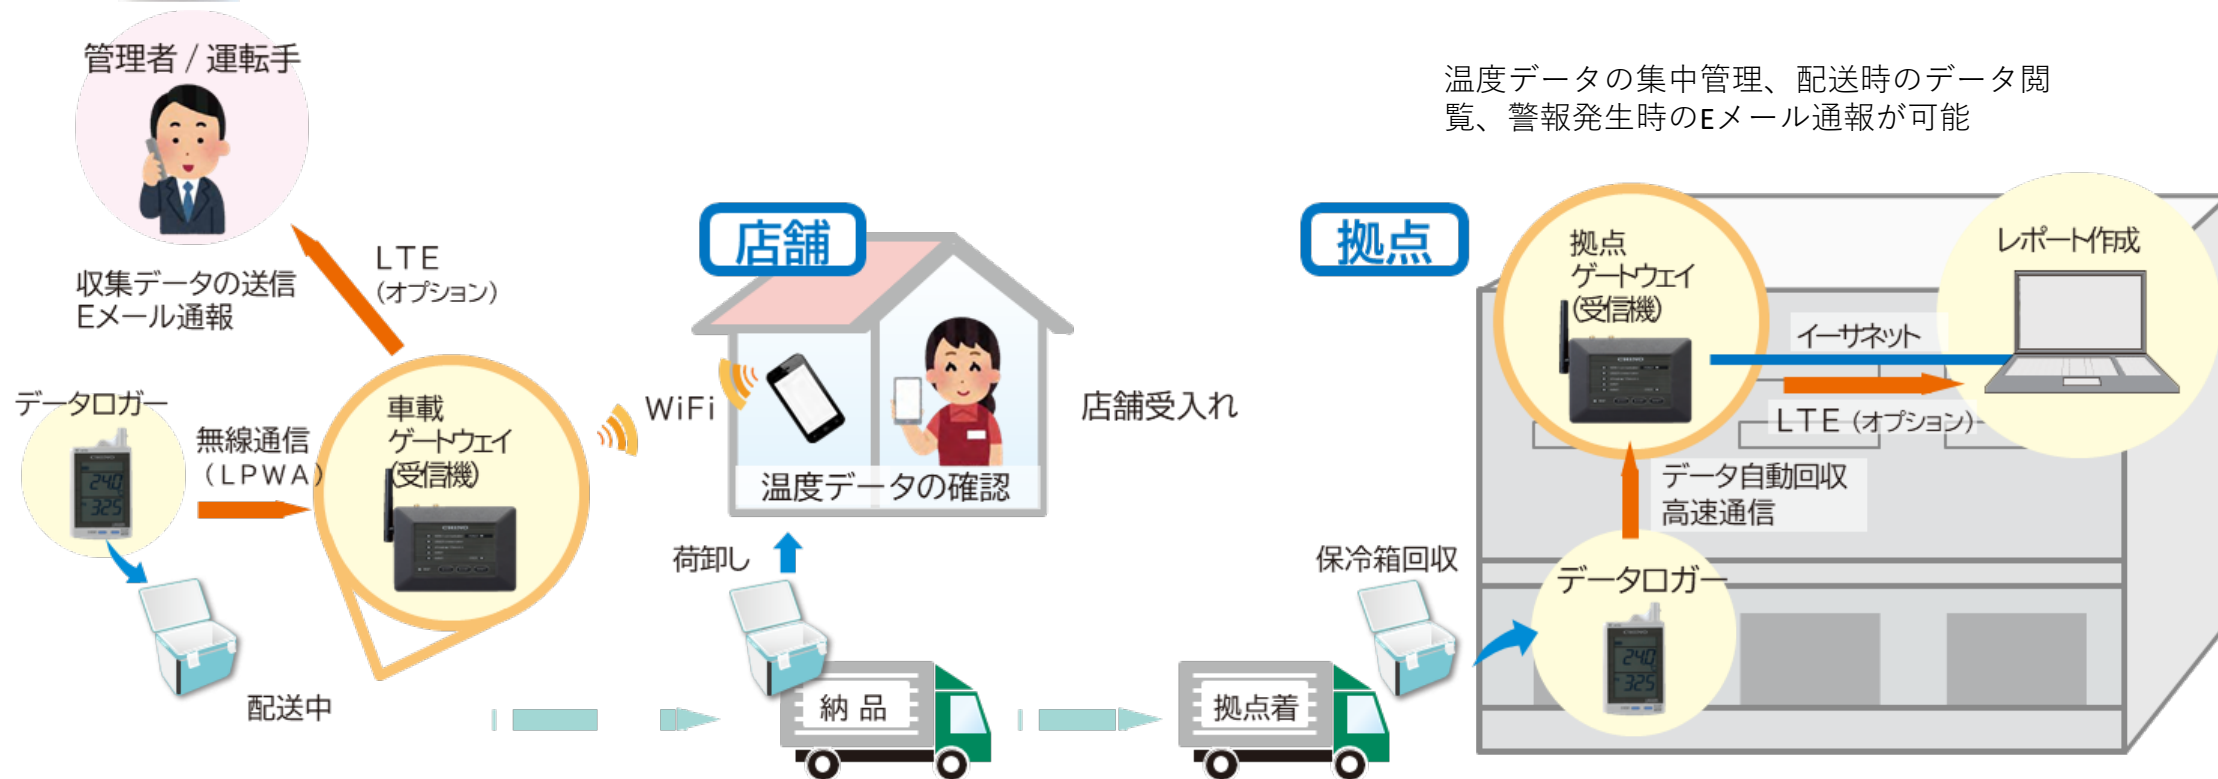 管理者 / 運転手
収集データの送信
Eメール通報
LTE
(オプション)
データロガー
無線通信
(LPWA)
車載
ゲートウェイ
(受信機)
配送中
WiFi
店舗
温度データの確認
店舗受入れ
荷卸し
納品
拠点着
温度データの集中管理、配送時のデータ閲
覧、警報発生時のEメール通報が可能
拠点
拠点
ゲートウェイ
(受信機)
レポート作成
イーサネット
LTE (オプション)
データ自動回収
高速通信
保冷箱回収
データロガー
CHINO
240
325